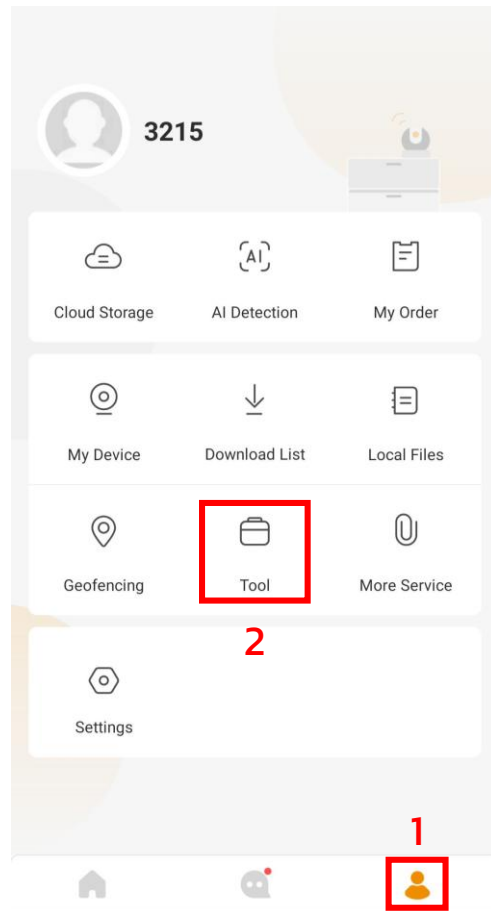 3215
AI
Cloud Storage AI Detection My Order
My Device Download List Local Files
Geofencing Tool More Service
2
Settings
1